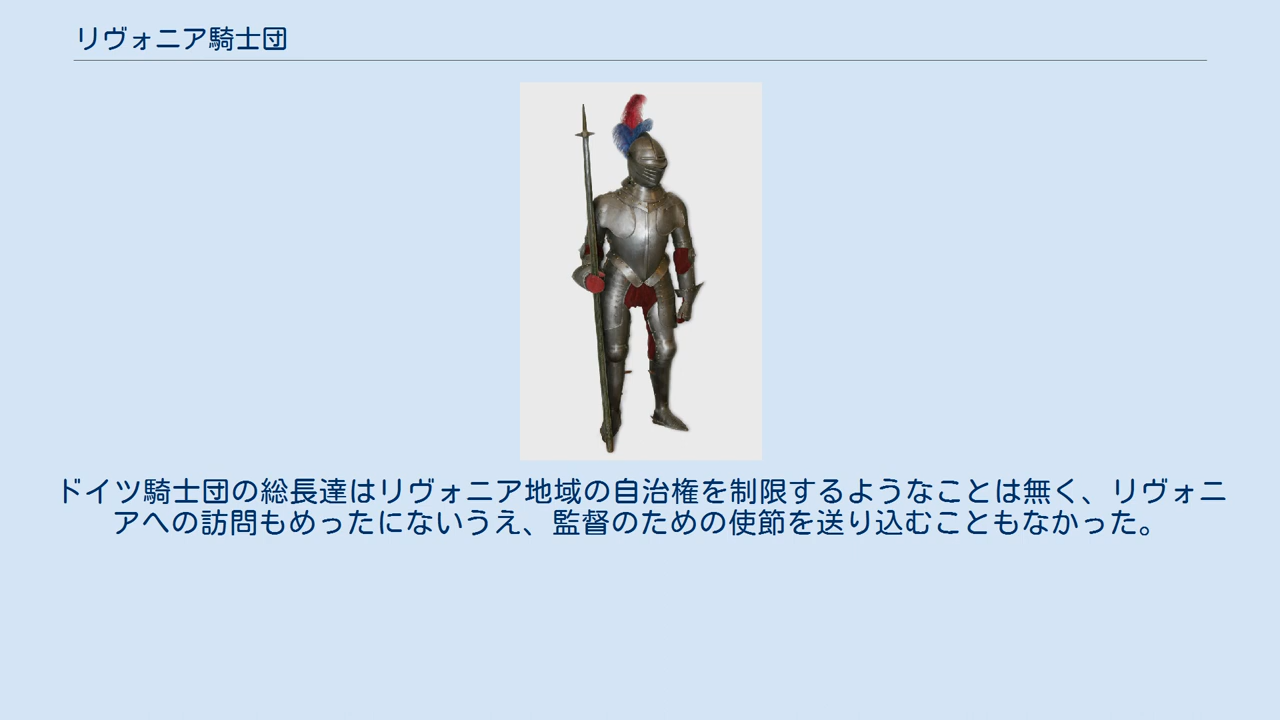 リヴォニア騎士団
ドイツ騎士団の総長達はリヴォニア地域の自治権を制限するようなことは無く、リヴォニ
アへの訪問もめったにないうえ、監督のための使節を送り込むこともなかった。